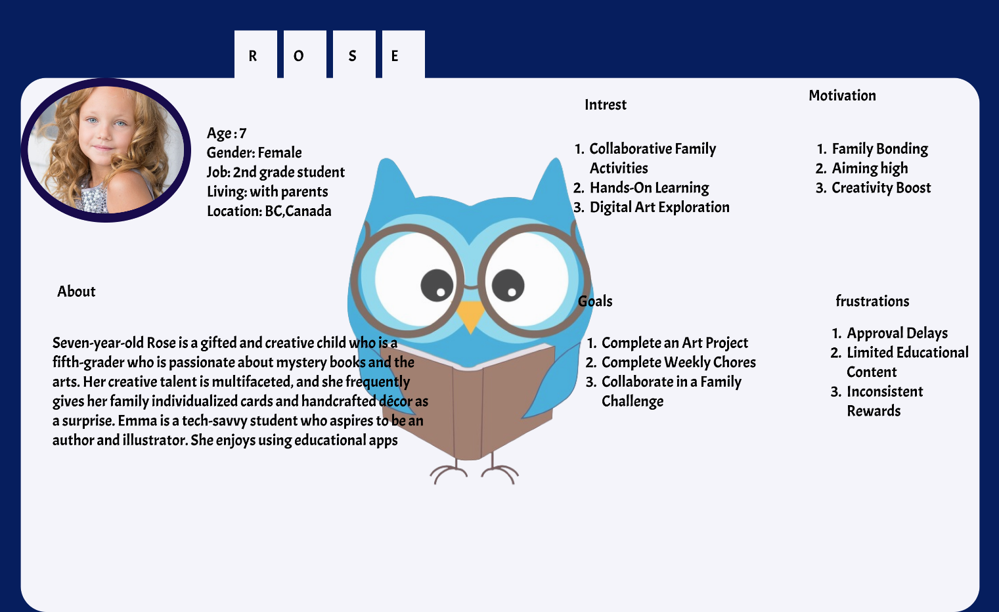 R O S E
Age : 7
Gender: Female
Job: 2nd grade student
Living: with parents
Location: BC,Canada
Intrest
1. Collaborative Family
Activities
2. Hands-On Learning
3. Digital Art Exploration
Motivation
1. Family Bonding
2. Aiming high
3. Creativity Boost
About
Seven-year-old Rose is a gifted and creative child who is a
fifth-grader who is passionate about mystery books and the
arts. Her creative talent is multifaceted, and she frequently
gives her family individualized cards and handcrafted décor as
a surprise. Emma is a tech-savvy student who aspires to be an
author and illustrator. She enjoys using educational apps
Goals
1. Complete an Art Project
2. Complete Weekly Chores
3. Collaborate in a Family
Challenge
frustrations
1. Approval Delays
2. Limited Educational
Content
3. Inconsistent
Rewards